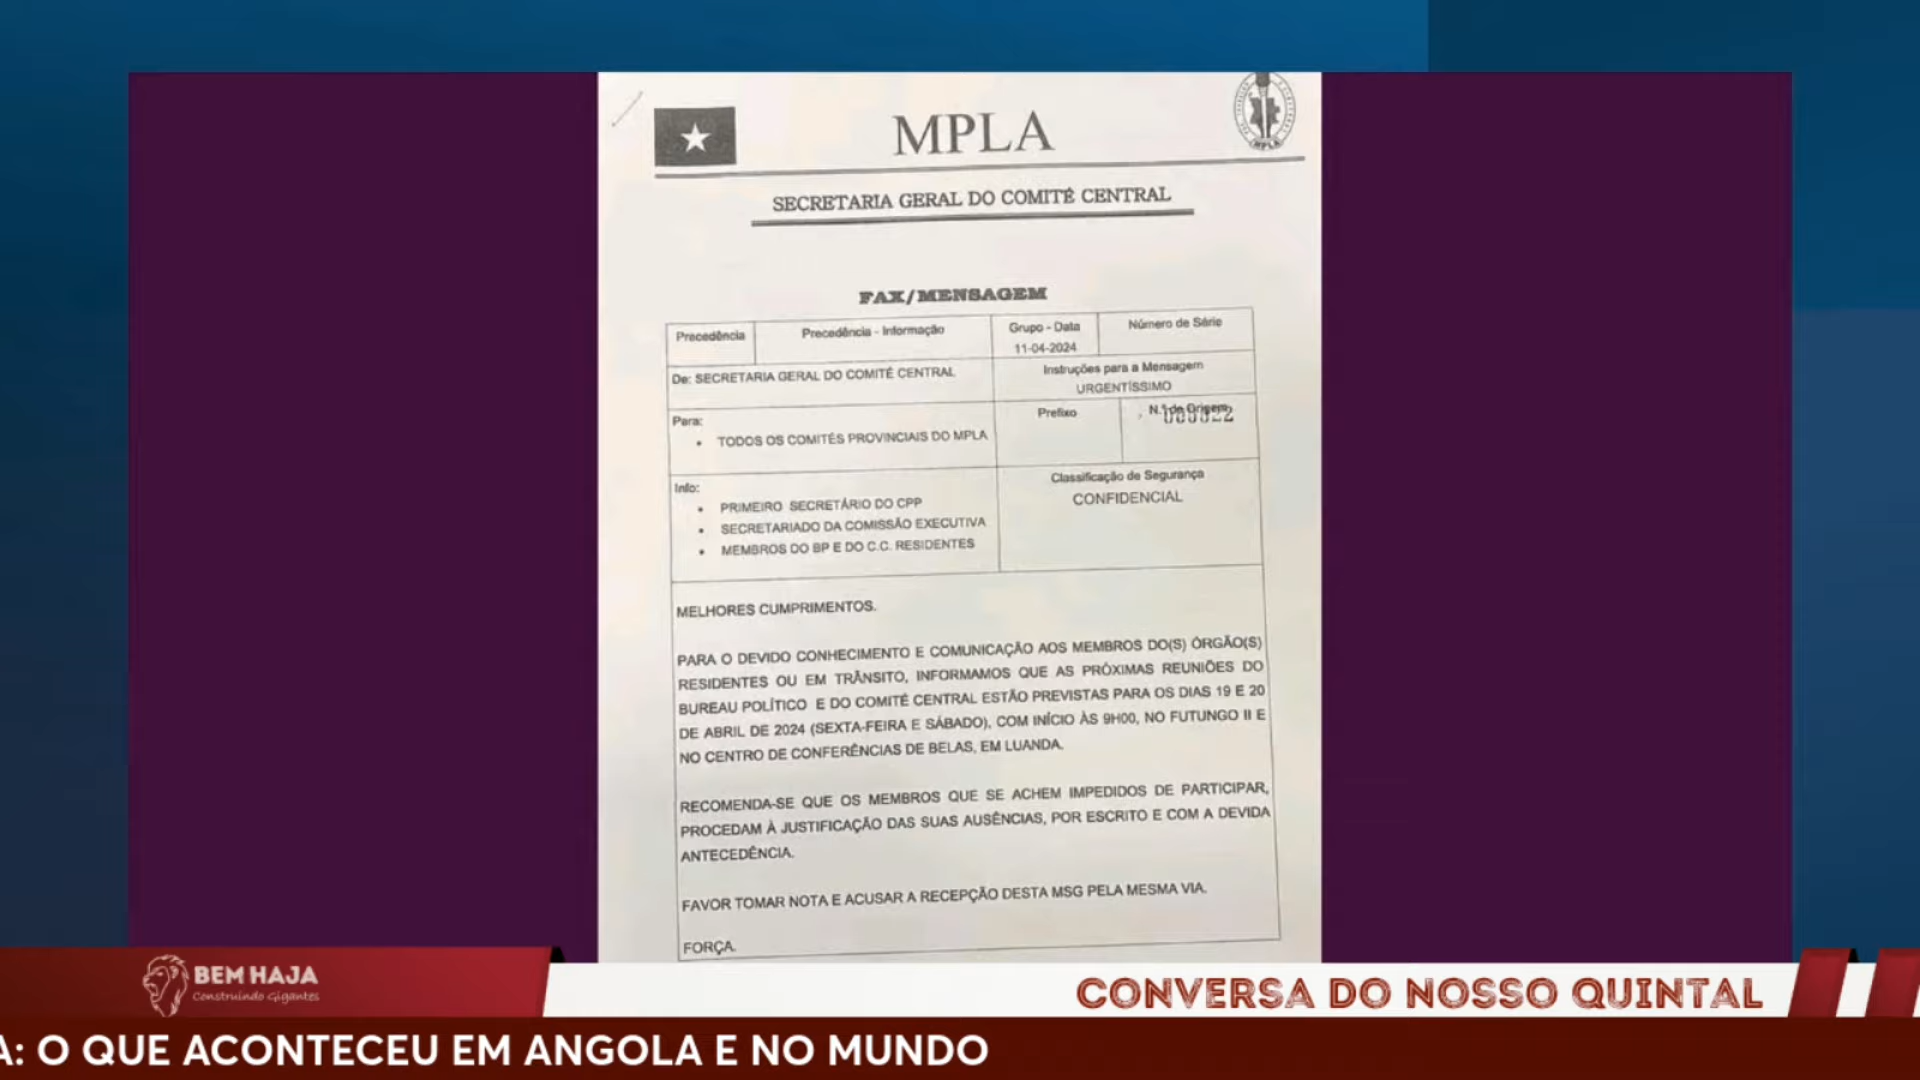 MPLA
MPLA
SECRETARIA GERAL DO COMITÉ CENTRAL
FAX/MENSAGEM
Precedência
Precedência - Informação
Grupo - Data
11-04-2024
Número de Série
De: SECRETARIA GERAL DO COMITÉ CENTRAL
Instruções para a Mensagem
URGENTÍSSIMO
Para:
• TODOS OS COMITÉS PROVINCIAIS DO MPLA
Prefixo
N.º de Origem
Info:
• PRIMEIRO SECRETÁRIO DO CPP
• SECRETARIADO DA COMISSÃO EXECUTIVA
• MEMBROS DO BP E DO C.C. RESIDENTES
Classificação de Segurança
CONFIDENCIAL
MELHORES CUMPRIMENTOS.
PARA O DEVIDO CONHECIMENTO E COMUNICAÇÃO AOS MEMBROS DO(S) ÓRGÃO(S)
RESIDENTES OU EM TRÂNSITO, INFORMAMOS QUE AS PRÓXIMAS REUNIÕES DO
BUREAU POLÍTICO E DO COMITÉ CENTRAL ESTÃO PREVISTAS PARA OS DIAS 19 E 20
DE ABRIL DE 2024 (SEXTA-FEIRA E SÁBADO), COM INÍCIO ÀS 9H00, NO FUTUNGO II E
NO CENTRO DE CONFERÊNCIAS DE BELAS, EM LUANDA.
RECOMENDA-SE QUE OS MEMBROS QUE SE ACHEM IMPEDIDOS DE PARTICIPAR,
PROCEDAM À JUSTIFICAÇÃO DAS SUAS AUSÊNCIAS, POR ESCRITO E COM A DEVIDA
ANTECEDÊNCIA.
FAVOR TOMAR NOTA E ACUSAR A RECEPÇÃO DESTA MSG PELA MESMA VIA.
FORÇA.
BEM HAJA
Construindo Gigantes
CONVERSA DO NOSSO QUINTAL
A: O QUE ACONTECEU EM ANGOLA E NO MUNDO